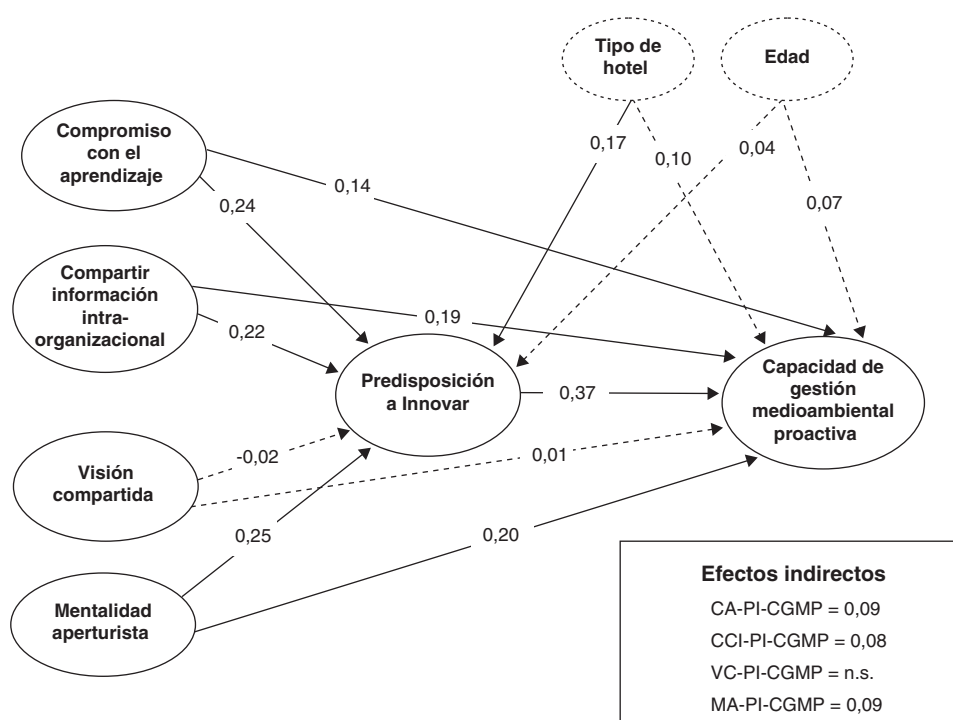 Tipo de
hotel
Edad
Compromiso
con el
aprendizaje
0,17
0,10
0,04
0,14
0,24
0,07
Compartir
información
intra-
organizacional
0,19
0,22
Predisposición
a Innovar
0,37
Capacidad de
gestión
medioambiental
proactiva
-0,02
0,01
Visión
compartida
0,25
0,20
Mentalidad
aperturista
Efectos indirectos
CA-PI-CGMP = 0,09
CCI-PI-CGMP = 0,08
VC-PI-CGMP = n.s.
MA-PI-CGMP = 0,09